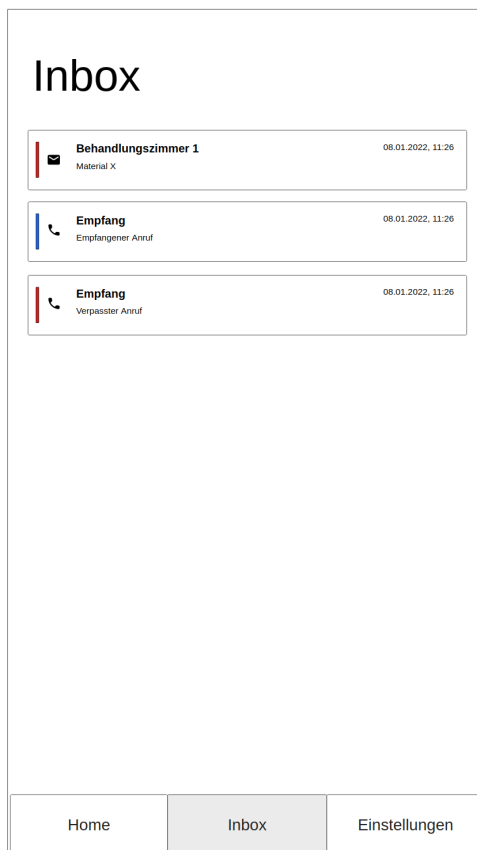 Inbox
Behandlungszimmer 1
08.01.2022, 11:26
Material X
Empfang
08.01.2022, 11:26
Empfangener Anruf
Empfang
08.01.2022, 11:26
Verpasster Anruf
Home
Inbox
Einstellungen